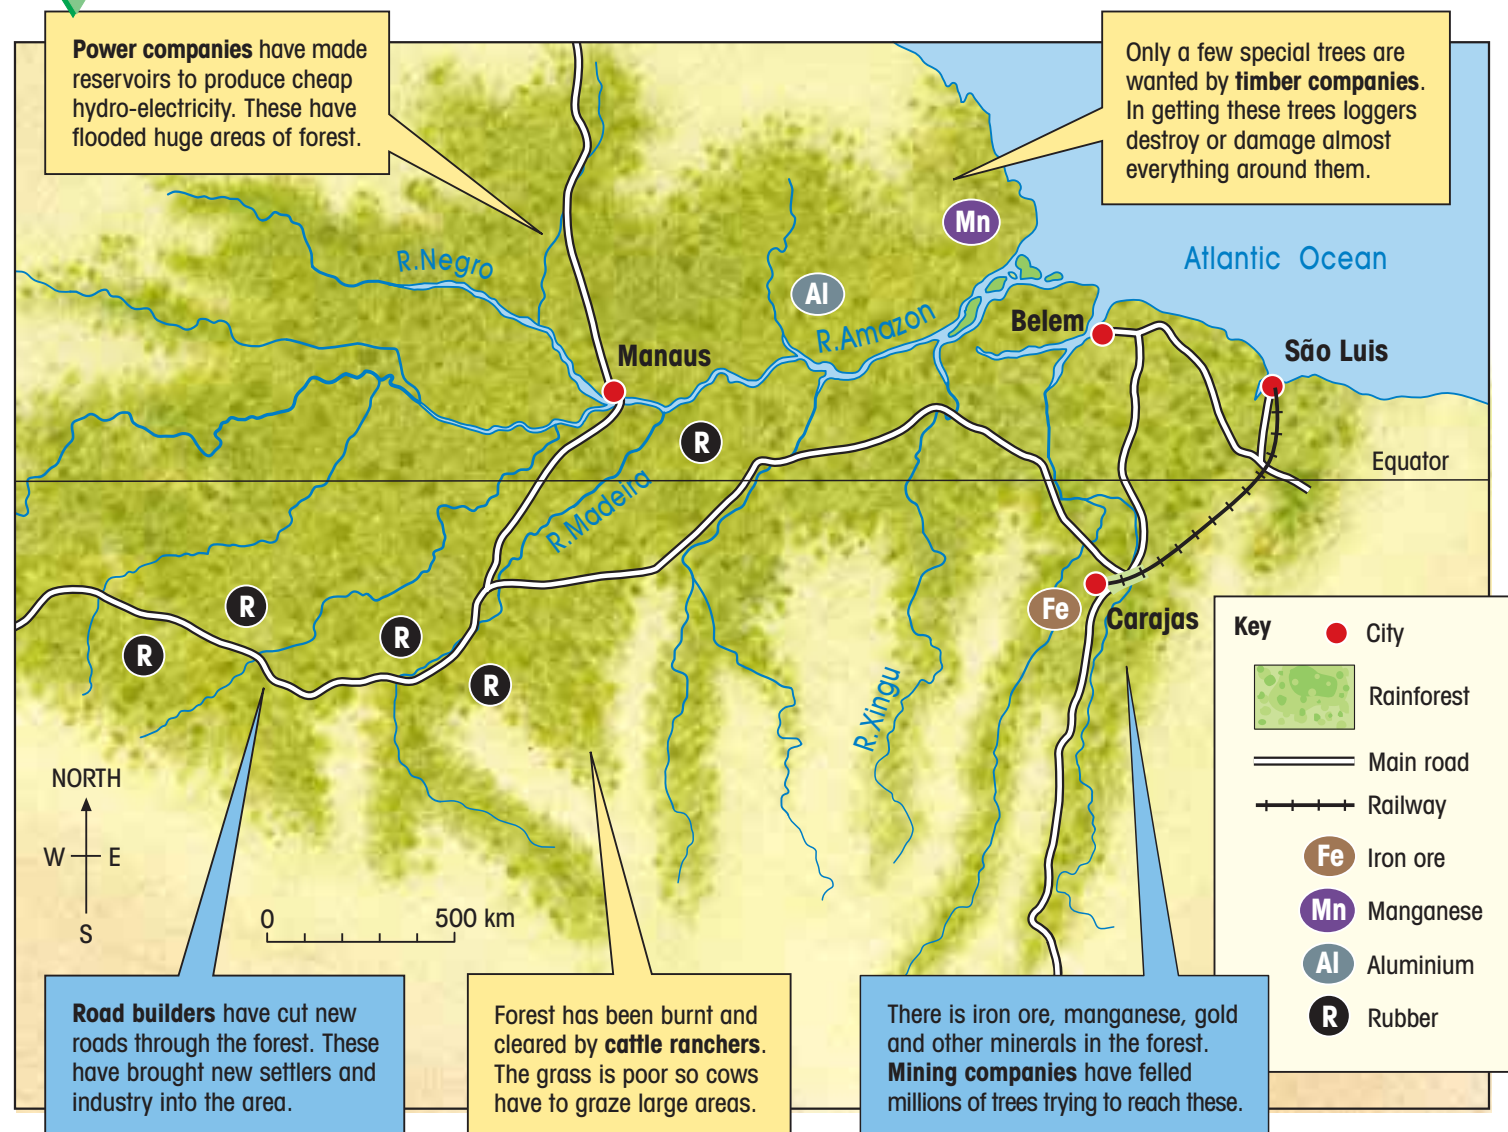 Power companies have made
reservoirs to produce cheap
hydro-electricity. These have
flooded huge areas of forest.
Only a few special trees are
wanted by timber companies.
In getting these trees loggers
destroy or damage almost
everything around them.
Mn
Atlantic Ocean
R.Negro
Al
R.Amazon
Belem
São Luis
Manaus
R
Equator
R.Madeira
R
R
R
R
Fe
Carajas
R.Xingu
Key
City
Rainforest
Main road
Railway
Fe Iron ore
Mn Manganese
Al Aluminium
R Rubber
NORTH
W E
S
0 500 km
Road builders have cut new
roads through the forest. These
have brought new settlers and
industry into the area.
Forest has been burnt and
cleared by cattle ranchers.
The grass is poor so cows
have to graze large areas.
There is iron ore, manganese, gold
and other minerals in the forest.
Mining companies have felled
millions of trees trying to reach these.